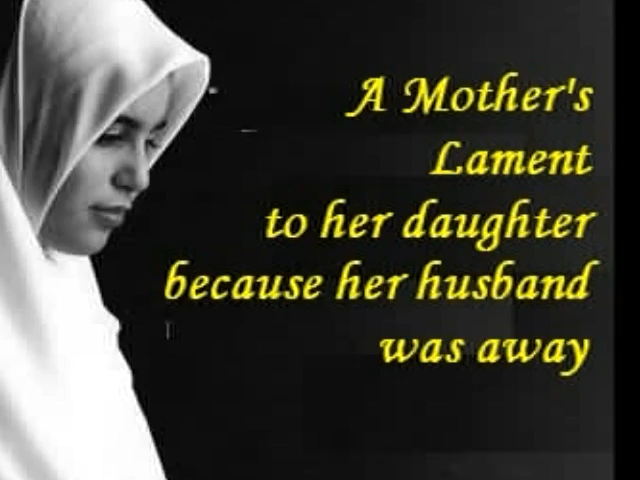 A Mother's
Lament
to her daughter
because her husband
was away